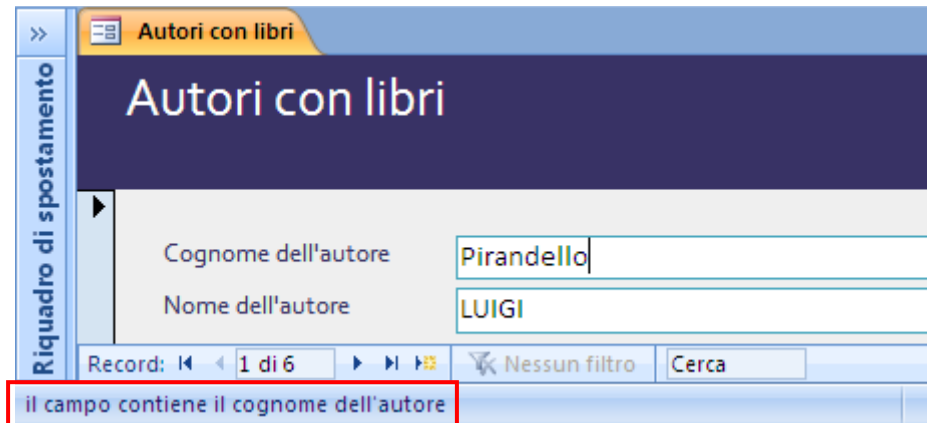 »
Autori con libri
Riquadro di spostamento
Autori con libri
Cognome dell'autore Pirandello
Nome dell'autore LUIGI
Record: 1 di 6 Nessun filtro Cerca
il campo contiene il cognome dell'autore